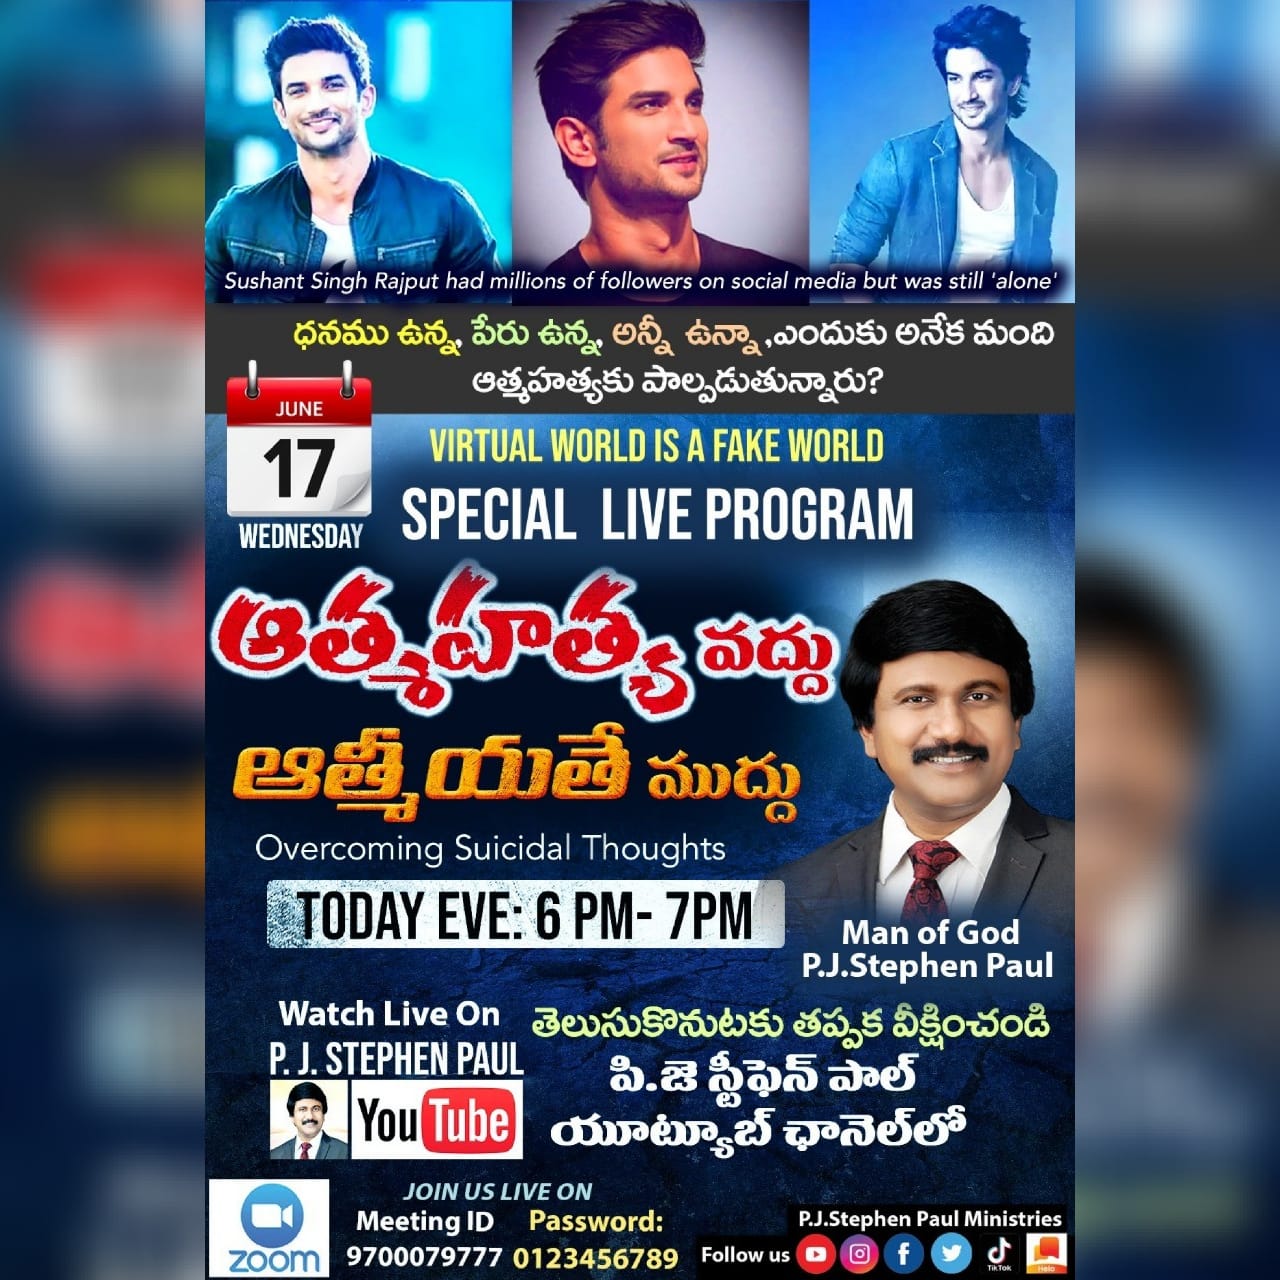 Sushant Singh Rajput had millions of followers on social media but was still 'alone'
ధనము ఉన్న, పేరు ఉన్న, అన్నీ ఉన్నా ,ఎందుకు అనేక మంది
ఆత్మహత్యకు పాల్పడుతున్నారు?
JUNE
17
WEDNESDAY
VIRTUAL WORLD IS A FAKE WORLD
SPECIAL LIVE PROGRAM
ఆత్మహత్య వద్దు
ఆత్మీయతే ముద్దు
Overcoming Suicidal Thoughts
TODAY EVE: 6 PM- 7PM
Man of God
P.J.Stephen Paul
Watch Live On
P. J. STEPHEN PAUL
YouTube
తెలుసుకొనుటకు తప్పక వీక్షించండి
పి.జె స్టీఫెన్ పాల్
యూట్యూబ్ ఛానెల్‌లో
zoom
JOIN US LIVE ON
Meeting ID Password:
9700079777 0123456789
P.J.Stephen Paul Ministries
Follow us
TikTok
Helo